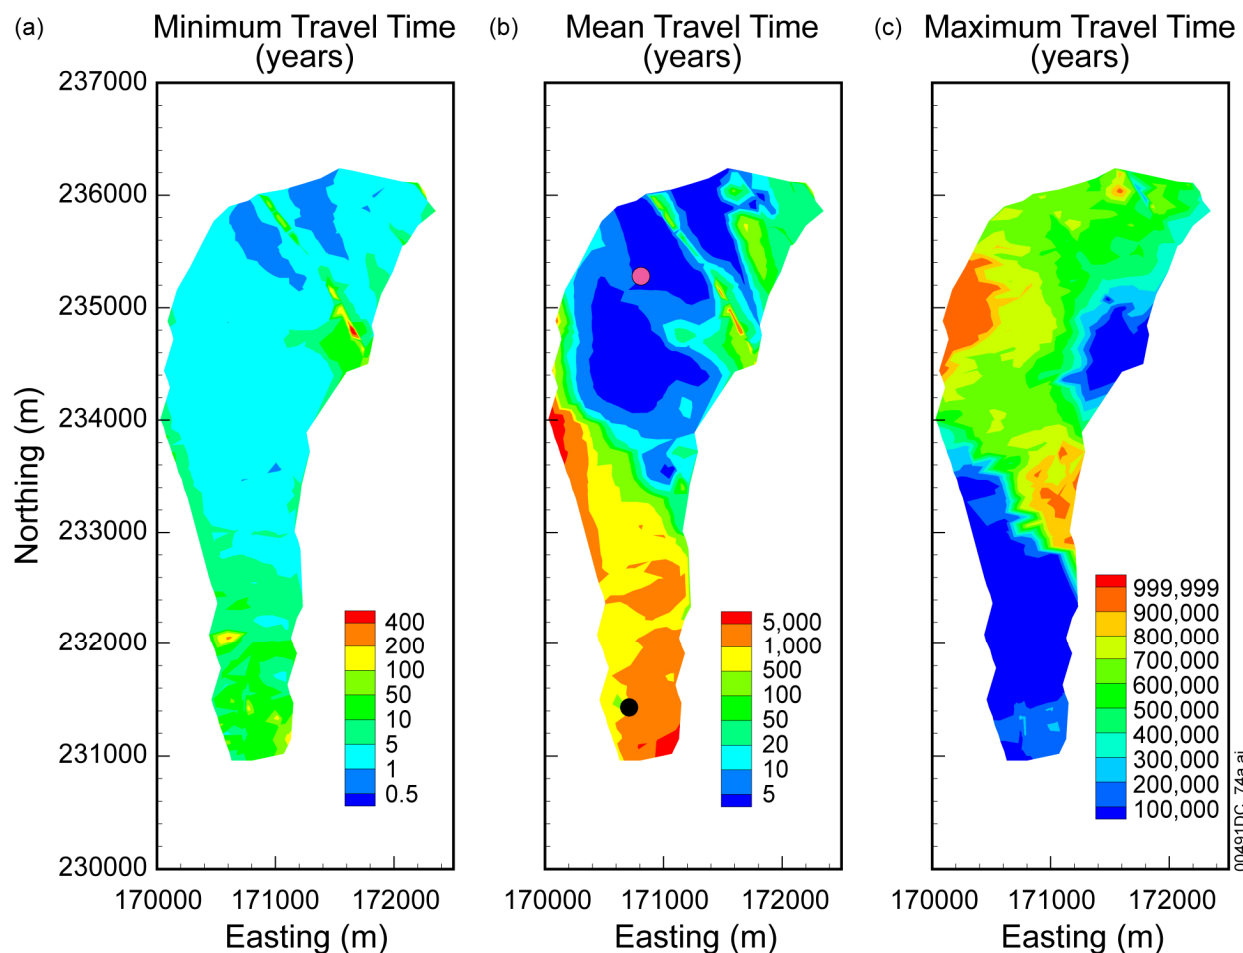 (a)
Minimum Travel Time
(years)
(b)
Mean Travel Time
(years)
(c)
Maximum Travel Time
(years)
237000
236000
235000
234000
233000
232000
231000
230000
Northing (m)
400
200
100
50
10
5
1
0.5
5,000
1,000
500
100
50
20
10
5
999,999
900,000
800,000
700,000
600,000
500,000
400,000
300,000
200,000
100,000
170000 171000 172000
170000 171000 172000
170000 171000 172000
Easting (m)
Easting (m)
Easting (m)
00491DC_74a.ai